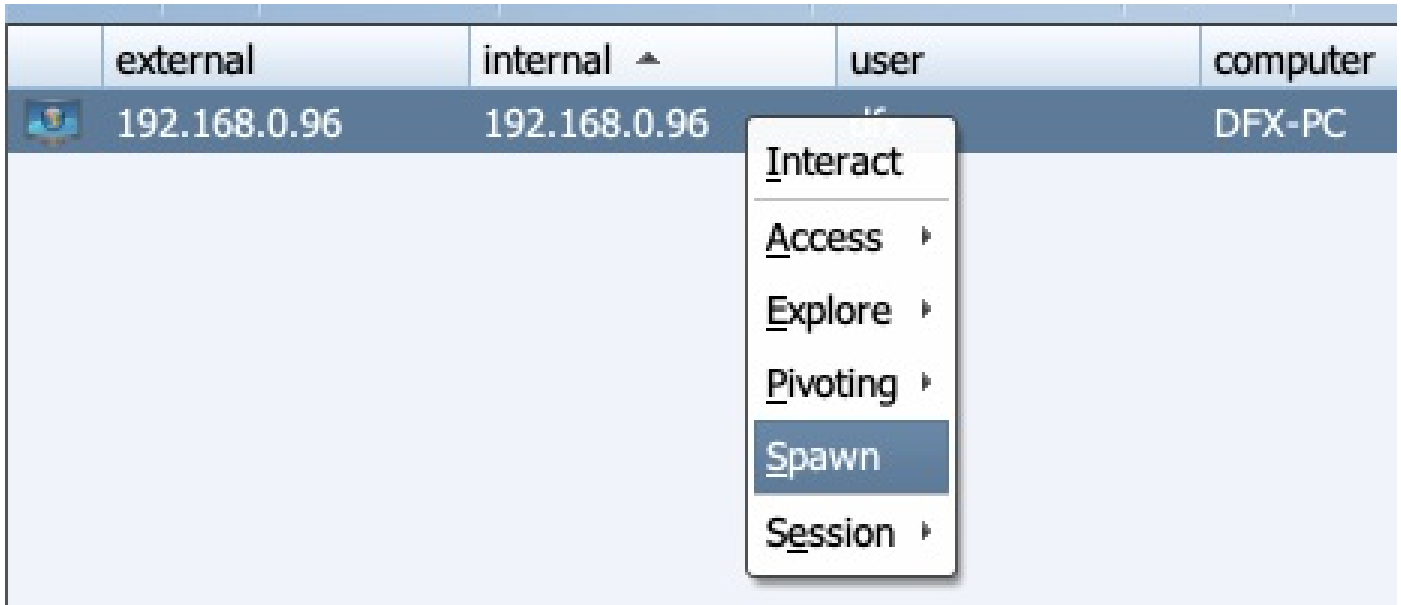 external internal user computer
192.168.0.96 192.168.0.96 dfx DFX-PC
Interact
Access
Explore
Pivoting
Spawn
Session